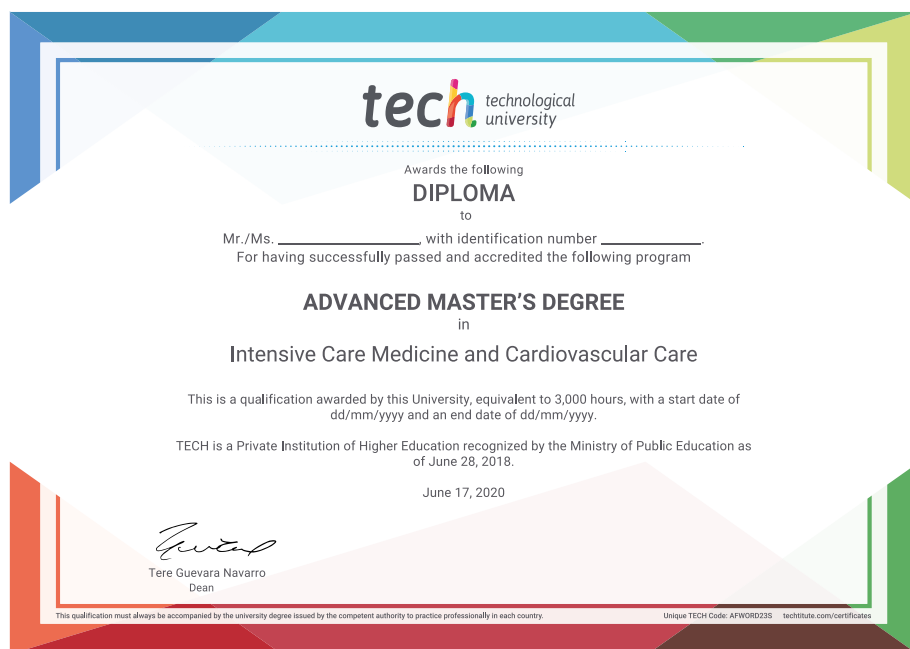 tech technological
university
Awards the following
DIPLOMA
to
Mr./Ms. ____________________, with identification number ______________.
For having successfully passed and accredited the following program
ADVANCED MASTER'S DEGREE
in
Intensive Care Medicine and Cardiovascular Care
This is a qualification awarded by this University, equivalent to 3,000 hours, with a start date of
dd/mm/yyyy and an end date of dd/mm/yyyy.
TECH is a Private Institution of Higher Education recognized by the Ministry of Public Education as
of June 28, 2018.
June 17, 2020
Tere Guevara Navarro
Dean
This qualification must always be accompanied by the university degree issued by the competent authority to practice professionally in each country.
Unique TECH Code: AFWORD23S techtitute.com/certificates